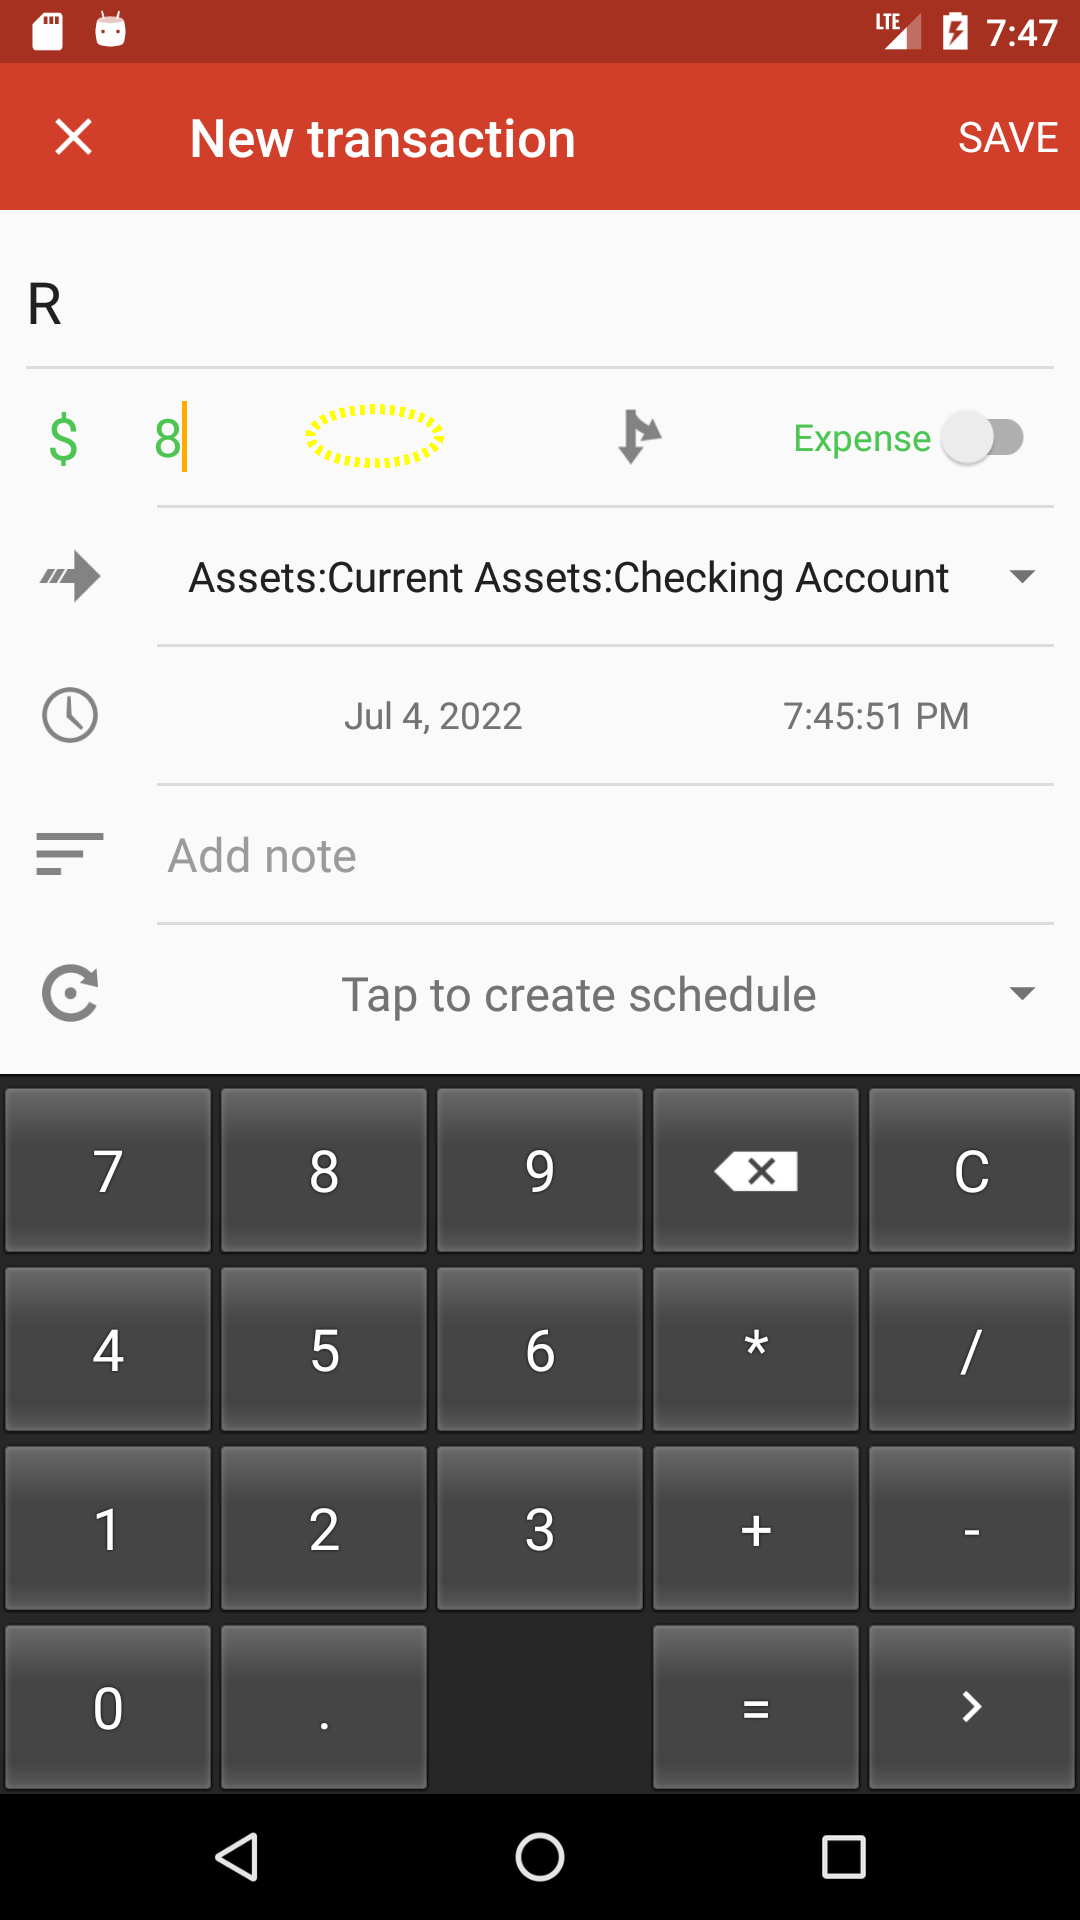 LTE 7:47
New transaction SAVE
R
$ 8 Expense
Assets:Current Assets:Checking Account
Jul 4, 2022 7:45:51 PM
Add note
Tap to create schedule
7 8 9 C
4 5 6 * /
1 2 3 + -
0 . = >